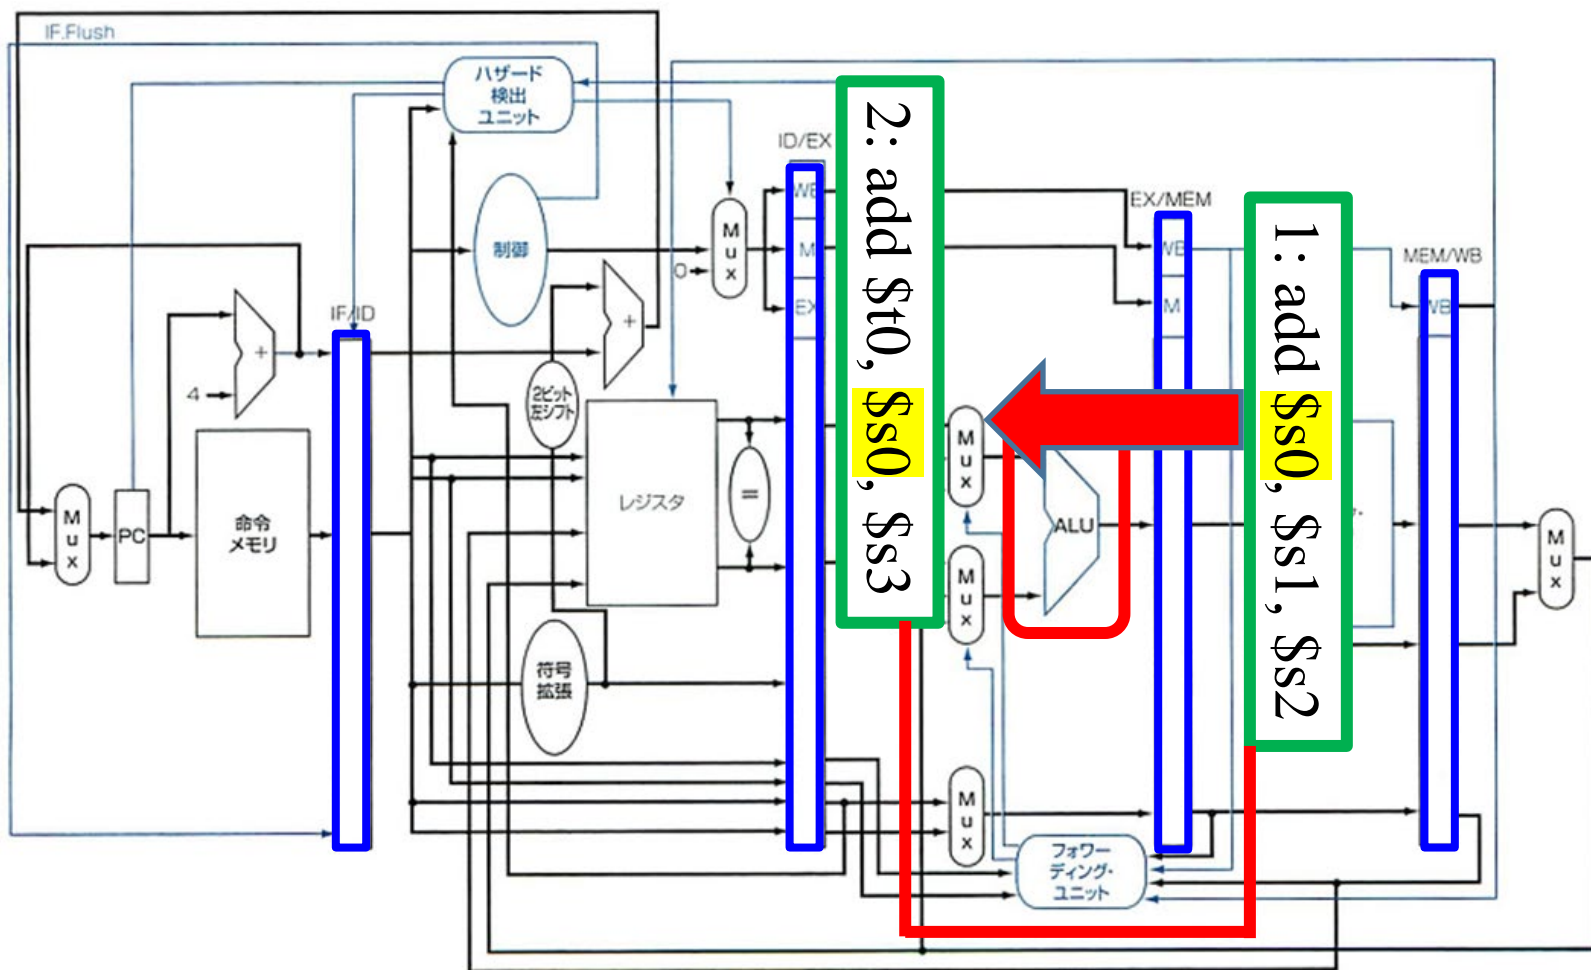 IF.Flush
ハザード
検出
ユニット
ID/EX
WB
M
EX
Mux
0
制御
2: add $t0, $s0, $s3
EX/MEM
WB
M
1: add $s0, $s1, $s2
MEM/WB
WB
IF/ID
+
4
+
2ビット
左シフト
Mux
PC
命令
メモリ
レジスタ
=
Mux
Mux
ALU
Mux
符号
拡張
Mux
フォワー
ディング・
ユニット